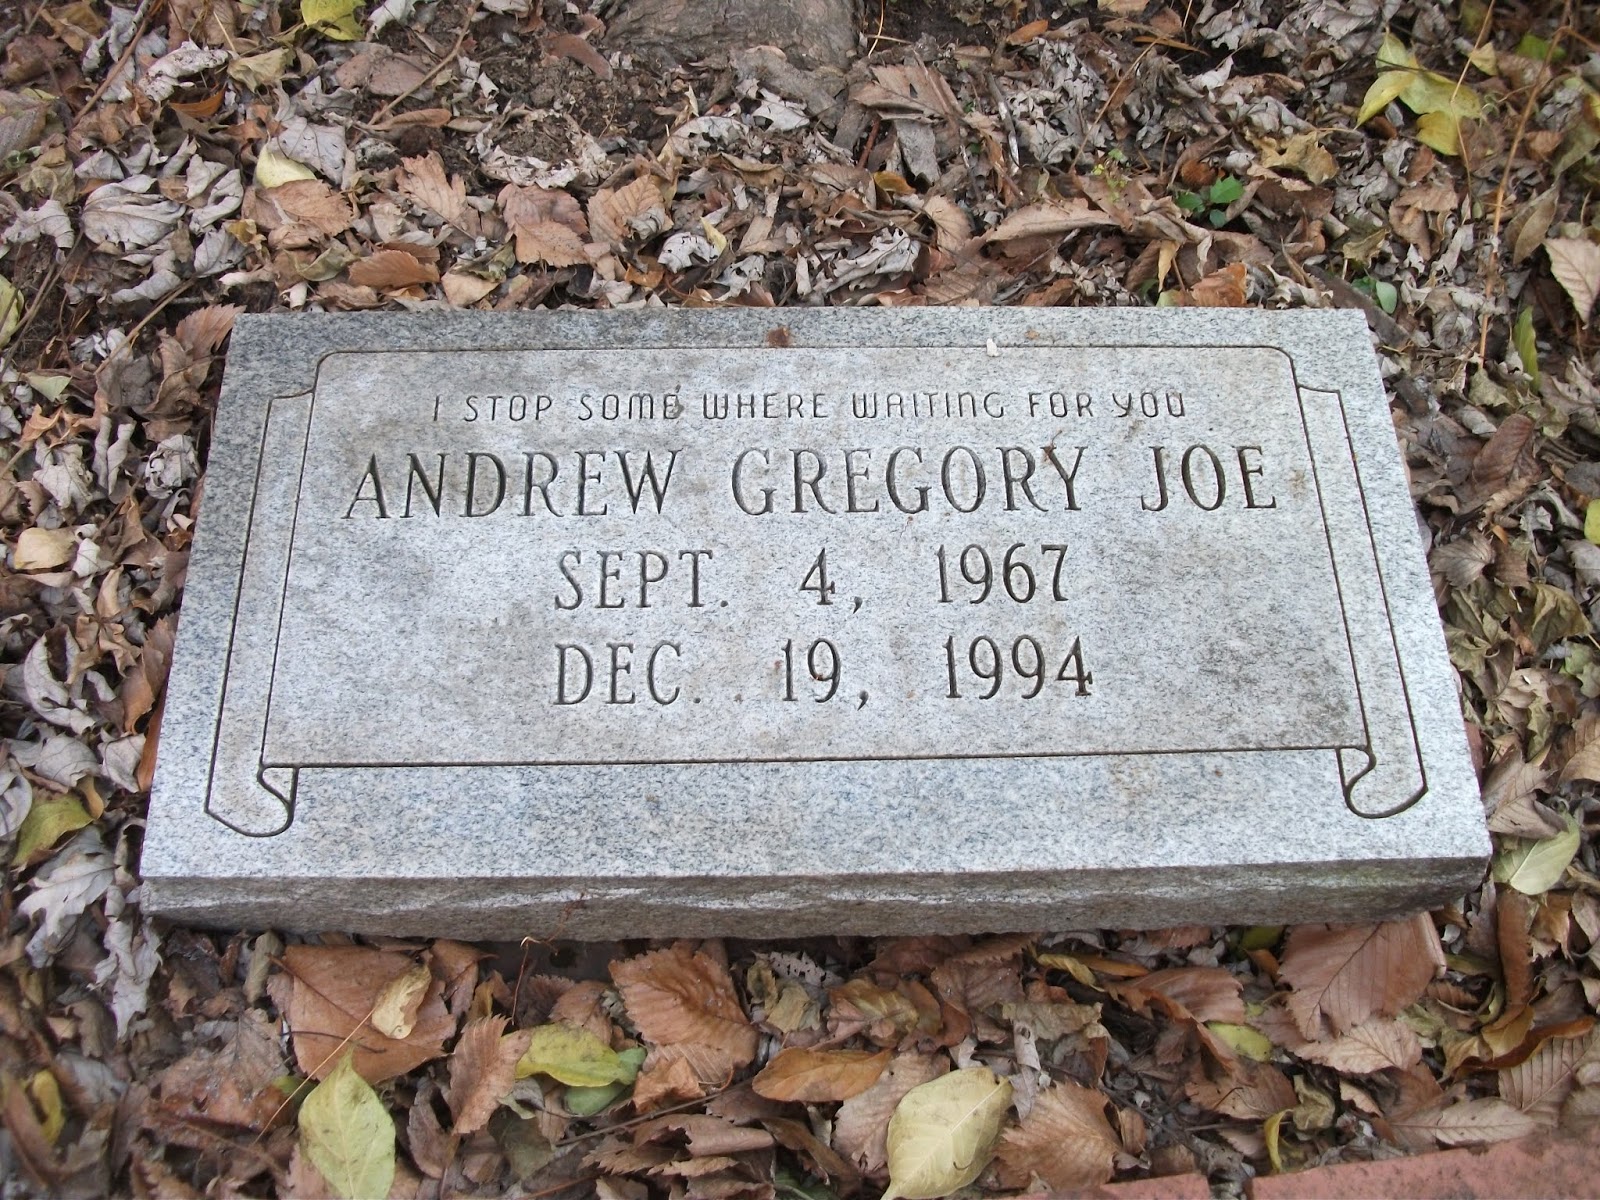 I STOP SOME WHERE WAITING FOR YOU
ANDREW GREGORY JOE
SEPT. 4, 1967
DEC. 19, 1994